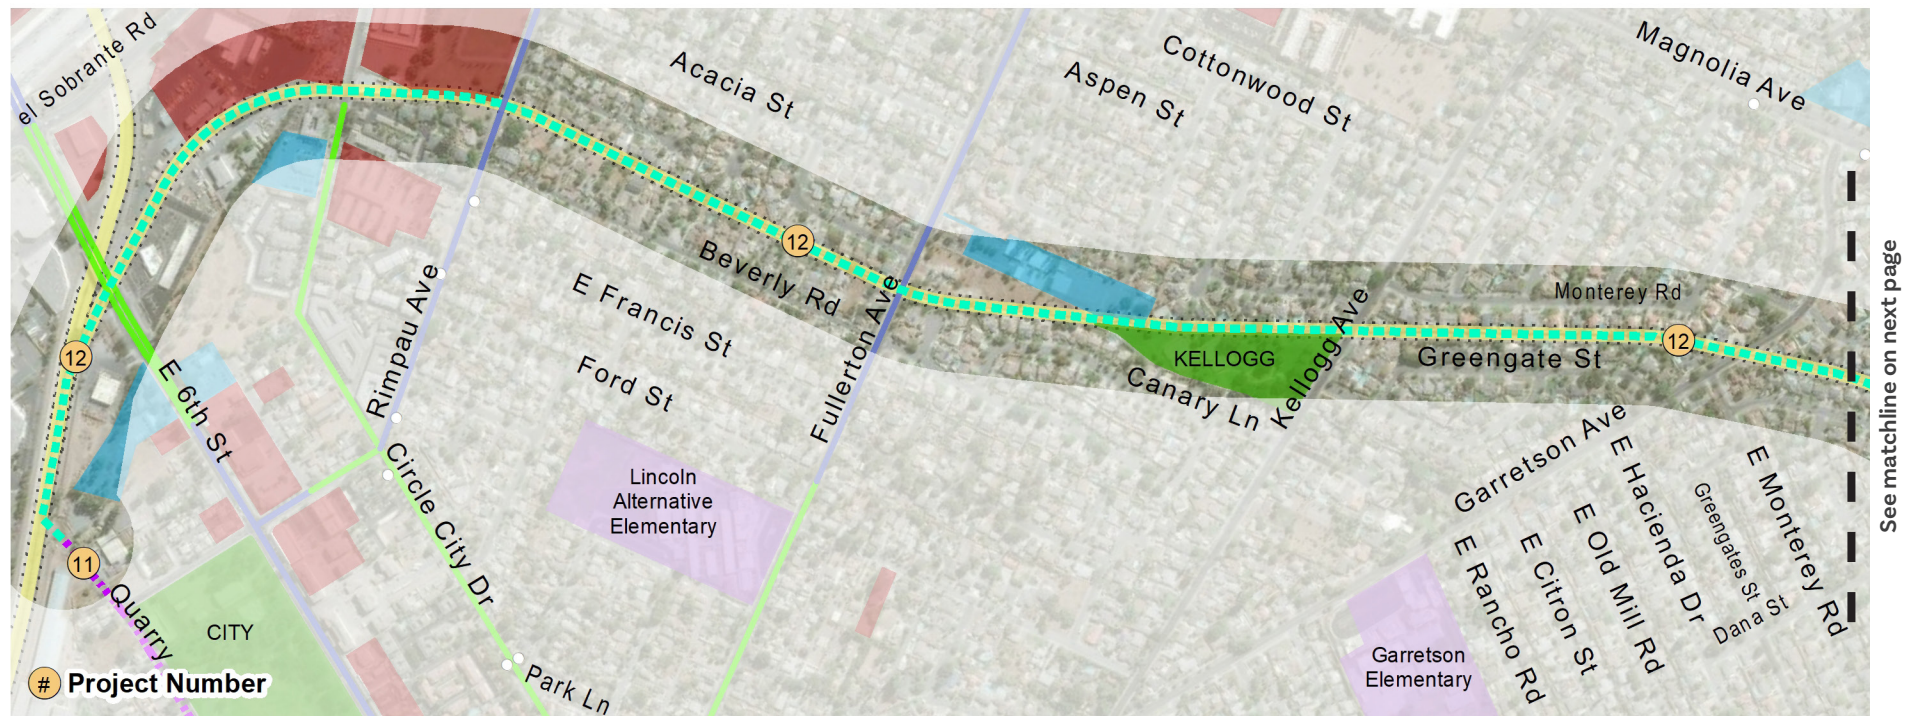 el Sobrante Rd
Acacia St
Aspen St
Cottonwood St
Magnolia Ave
12
Beverly Rd
E Francis St
Ford St
Rimpau Ave
Fullerton Ave
KELLOGG
Canary Ln
Kellogg Ave
Monterey Rd
Greengate St
12
12
E 6th St
Circle City Dr
Lincoln
Alternative
Elementary
Garretson Ave
E Hacienda Dr
Greengates St
E Monterey Rd
Dana St
E Old Mill Rd
E Citron St
E Rancho Rd
Garretson
Elementary
11
Quarry
CITY
Park Ln
# Project Number
See matchline on next page